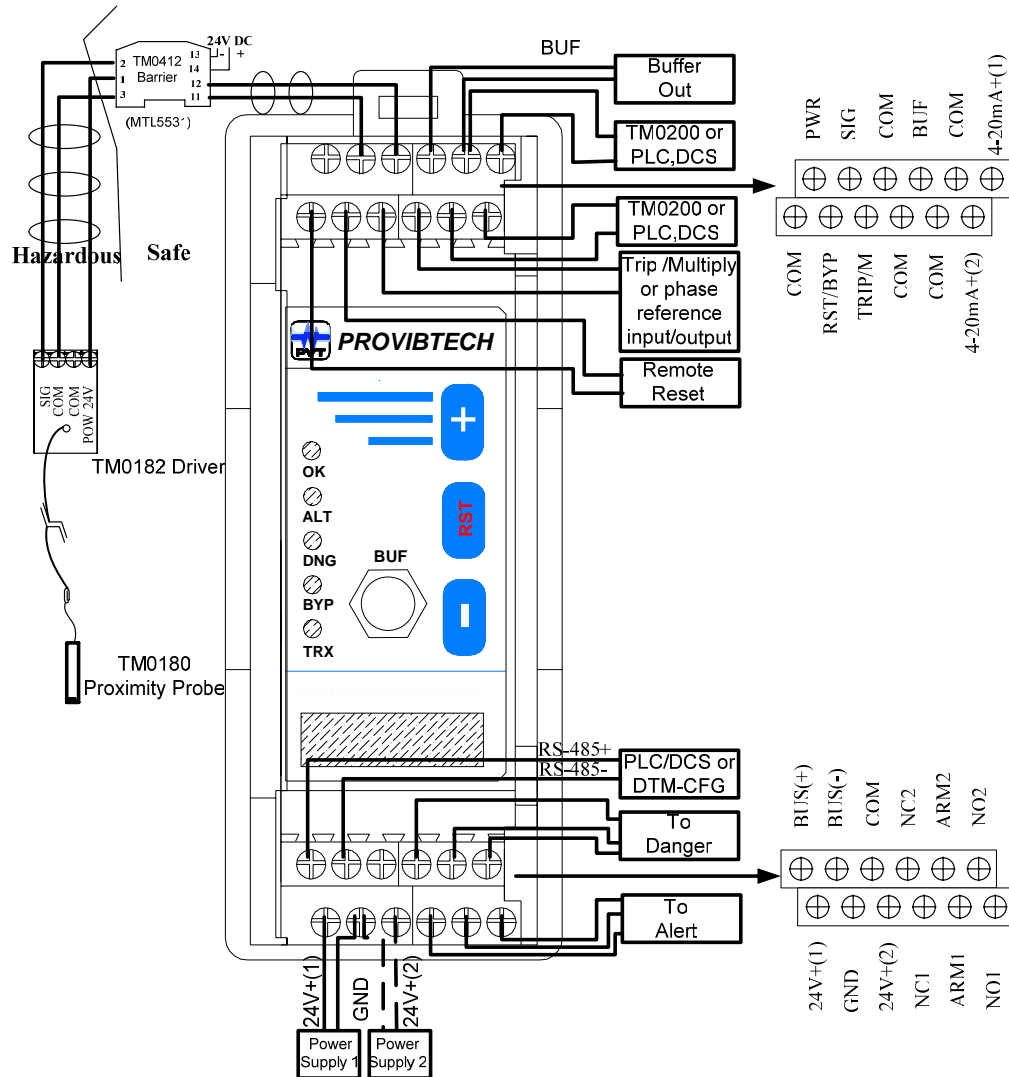 24V DC
- +
TM0412
Barrier
2
1
3
13
14
12
11
(MTL5531)
BUF
Buffer
Out
TM0200 or
PLC,DCS
TM0200 or
PLC,DCS
Trip /Multiply
or phase
reference
input/output
Remote
Reset
PWR
SIG
COM
BUF
COM
4-20mA+(1)
COM
RST/BYP
TRIP/M
COM
COM
4-20mA+(2)
Hazardous
Safe
PVT
PROVIBTECH
SIG
COM
COM
POW 24V
TM0182 Driver
TM0180
Proximity Probe
OK
ALT
DNG
BYP
TRX
BUF
+
RST
-
RS-485+
RS-485-
PLC/DCS or
DTM-CFG
To
Danger
To
Alert
BUS(+)
BUS(-)
COM
NC2
ARM2
NO2
24V+(1)
GND
24V+(2)
NC1
ARM1
NO1
24V+(1)
GND
24V+(2)
Power
Supply 1
Power
Supply 2